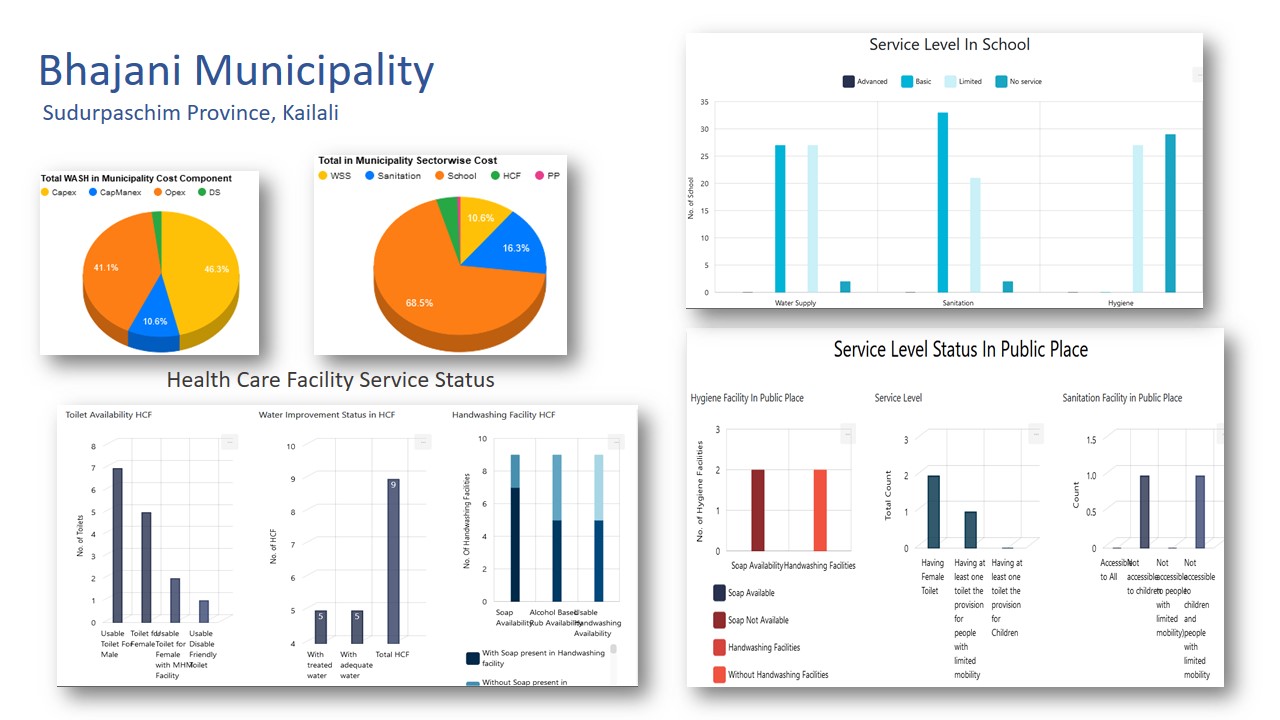 Bhajani Municipality
Sudurpaschim Province, Kailali
Total WASH in Municipality Cost Component
Capex CapManex Opex DS
41.1%
46.3%
10.6%
Total in Municipality Sectorwise Cost
WSS Sanitation School HCF PP
10.6%
16.3%
68.5%
Service Level In School
Advanced Basic Limited No service
No. of School
35
30
25
20
15
10
5
0
Water Supply Sanitation Hygiene
Health Care Facility Service Status
Toilet Availability HCF
No. of Toilets
8
7
6
5
4
3
2
1
0
Usable Toilet For Male
Toilet for Female
Usable Toilet for Female with MHM Facility
Usable Disable Friendly Toilet
Water Improvement Status in HCF
No. of HCF
10
9
8
7
6
5
4
9
5
5
With treated water
With adequate water
Total HCF
Handwashing Facility HCF
No. Of Handwashing Facilities
10
8
6
4
2
0
Soap Availability
Alcohol Based Rub Availability
Usable Handwashing Availability
With Soap present in Handwashing
facility
Without Soap present in
Service Level Status In Public Place
Hygiene Facility In Public Place
No. of Hygiene Facilities
3
2
1
0
Soap Availability
Handwashing Facilities
Soap Available
Soap Not Available
Handwashing Facilities
Without Handwashing Facilities
Service Level
Total Count
3
2
1
0
Having Female Toilet
Having at least one toilet the provision for people with limited mobility
Having at least one toilet the provision for Children
Sanitation Facility in Public Place
Count
1.5
1.0
0.5
0
Accessible to All
Not accessible to children
Not accessible to people with limited mobility)
Not accessible to children and people with limited mobility